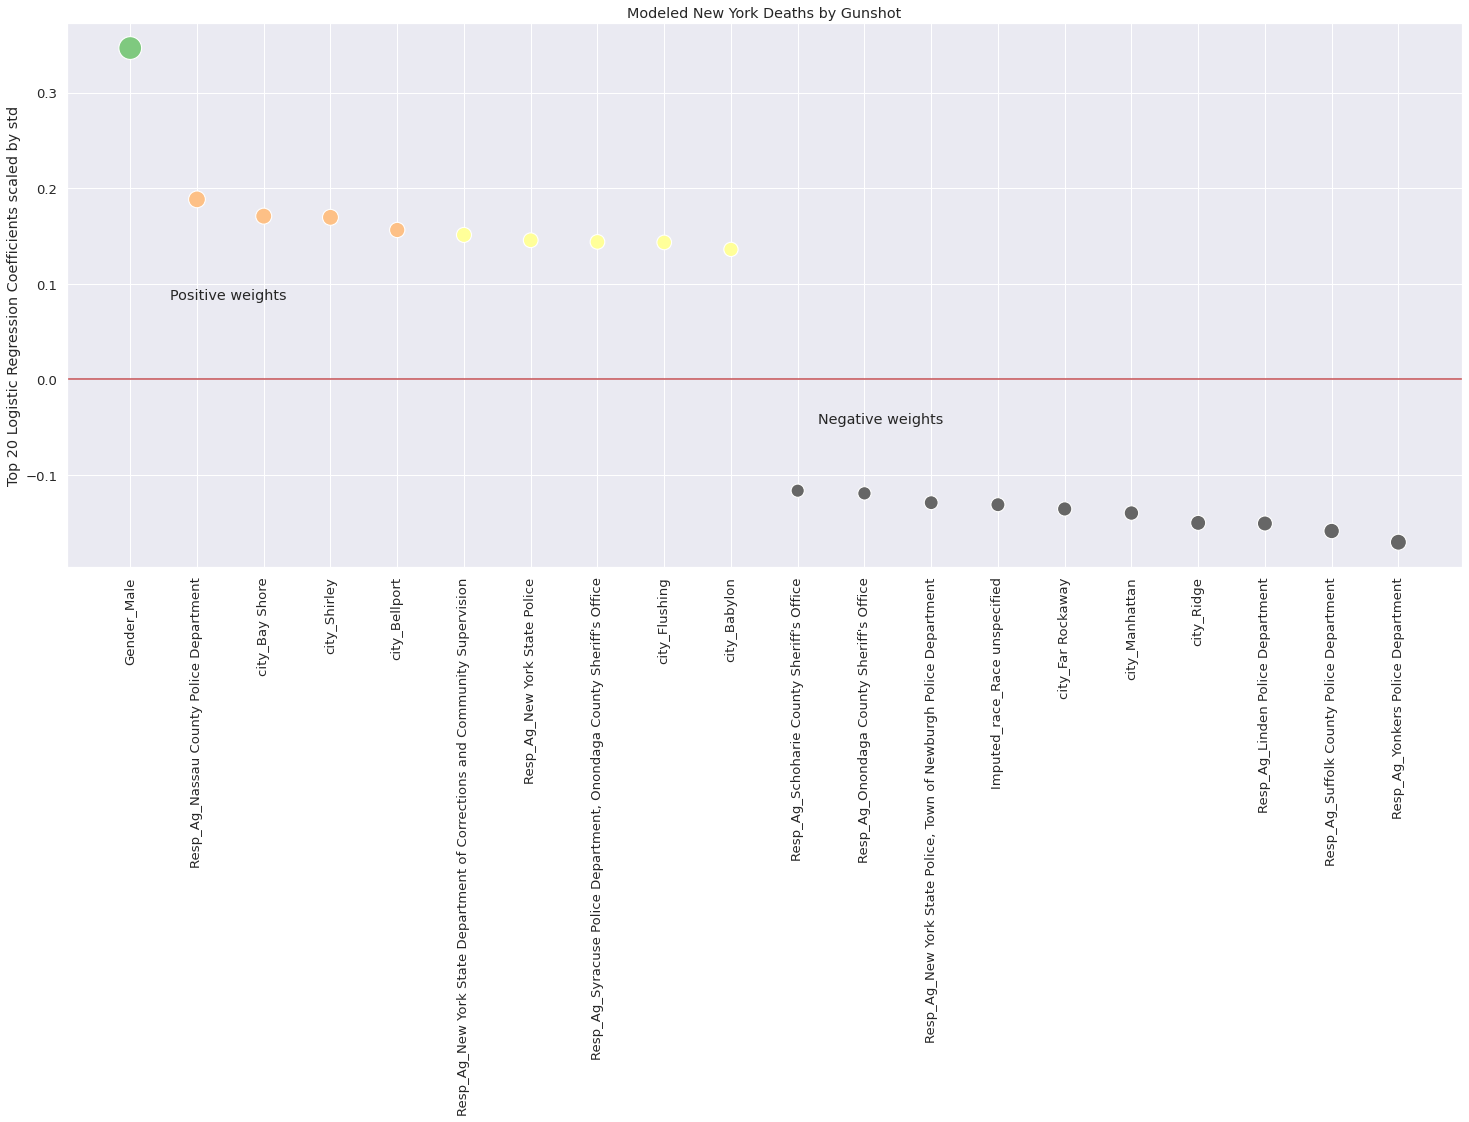 Modeled New York Deaths by Gunshot
Top 20 Logistic Regression Coefficients scaled by std
0.3
0.2
0.1
0.0
−0.1
Positive weights
Negative weights
Gender_Male
Resp_Ag_Nassau County Police Department
city_Bay Shore
city_Shirley
city_Bellport
Resp_Ag_New York State Department of Corrections and Community Supervision
Resp_Ag_New York State Police
Resp_Ag_Syracuse Police Department, Onondaga County Sheriff's Office
city_Flushing
city_Babylon
Resp_Ag_Schoharie County Sheriff's Office
Resp_Ag_Onondaga County Sheriff's Office
Resp_Ag_New York State Police, Town of Newburgh Police Department
Imputed_race_Race unspecified
city_Far Rockaway
city_Manhattan
city_Ridge
Resp_Ag_Linden Police Department
Resp_Ag_Suffolk County Police Department
Resp_Ag_Yonkers Police Department